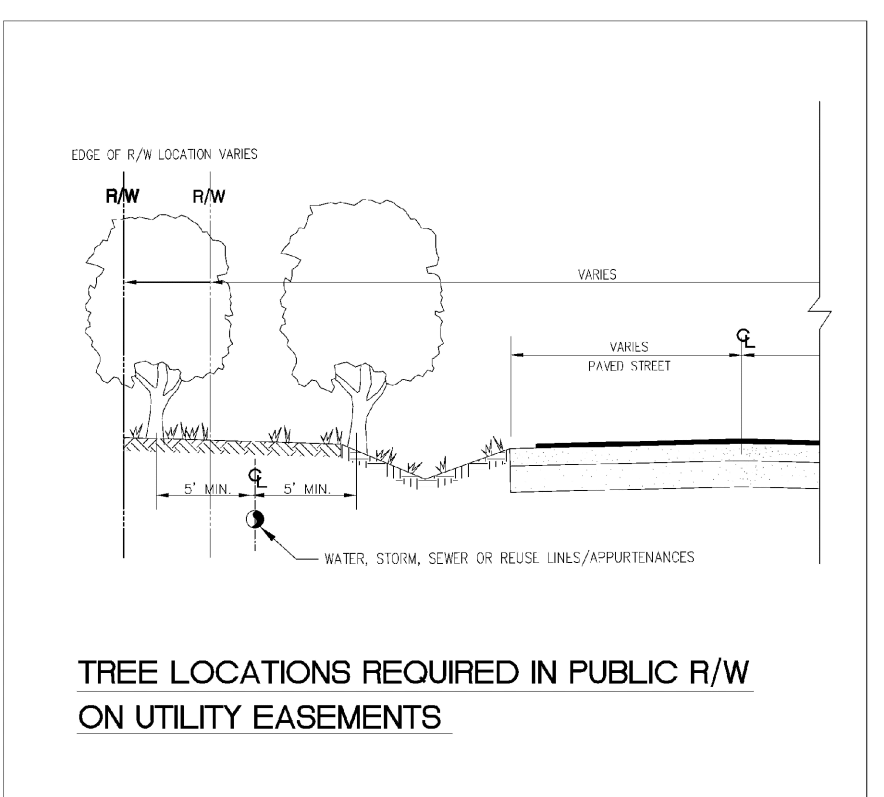 EDGE OF R/W LOCATION VARIES
R/W R/W
VARIES
℄
VARIES
PAVED STREET
℄
5' MIN. 5' MIN.
WATER, STORM, SEWER OR REUSE LINES/APPURTENANCES
TREE LOCATIONS REQUIRED IN PUBLIC R/W
ON UTILITY EASEMENTS